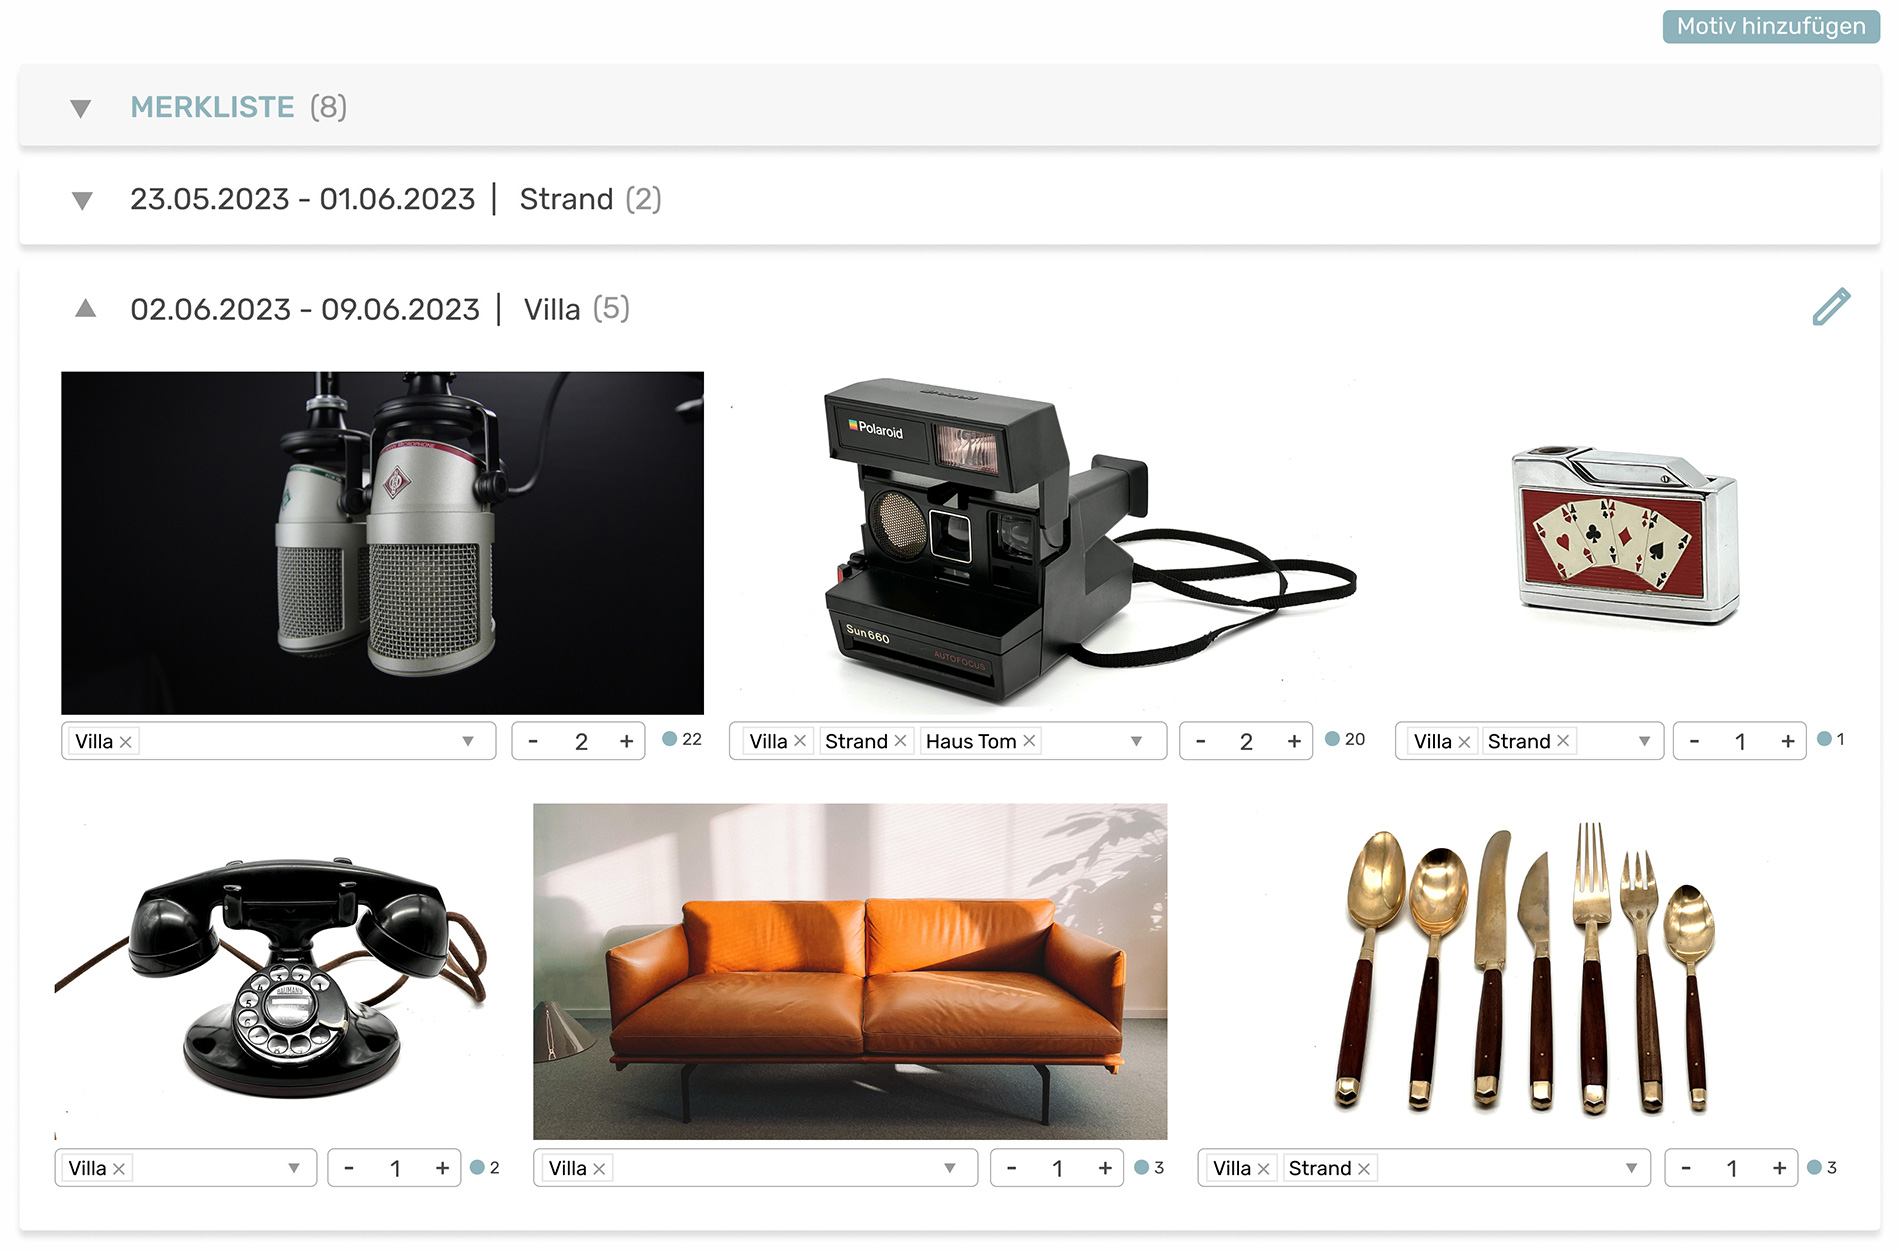 Motiv hinzufügen
MERKLISTE (8)
23.05.2023 - 01.06.2023 | Strand (2)
02.06.2023 - 09.06.2023 | Villa (5)
Polaroid
Sun 660
AUTOFOCUS
Villa × - 2 + 22
Villa × Strand × Haus Tom × - 2 + 20
Villa × Strand × - 1 + 1
Villa × - 1 + 2
Villa × - 1 + 3
Villa × Strand × - 1 + 3